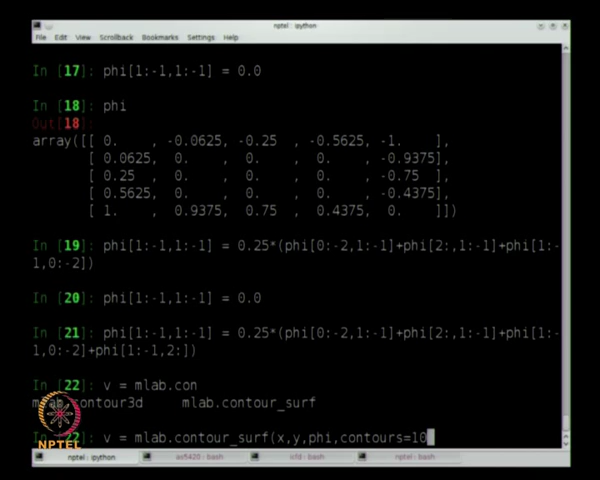 nptel : ipython
File Edit View Scrollback Bookmarks Settings Help
In [17]: phi[1:-1,1:-1] = 0.0
In [18]: phi
Out[18]:
array([[ 0. , -0.0625, -0.25 , -0.5625, -1. ],
[ 0.0625, 0. , 0. , 0. , -0.9375],
[ 0.25 , 0. , 0. , 0. , -0.75 ],
[ 0.5625, 0. , 0. , 0. , -0.4375],
[ 1. , 0.9375, 0.75 , 0.4375, 0. ]])
In [19]: phi[1:-1,1:-1] = 0.25*(phi[0:-2,1:-1]+phi[2:,1:-1]+phi[1:-
1,0:-2])
In [20]: phi[1:-1,1:-1] = 0.0
In [21]: phi[1:-1,1:-1] = 0.25*(phi[0:-2,1:-1]+phi[2:,1:-1]+phi[1:-
1,0:-2]+phi[1:-1,2:])
In [22]: v = mlab.con
mlab.contour3d mlab.contour_surf
In [22]: v = mlab.contour_surf(x,y,phi,contours=10
NPTEL
nptel : ipython as5420 : bash cfd : bash nptel : bash